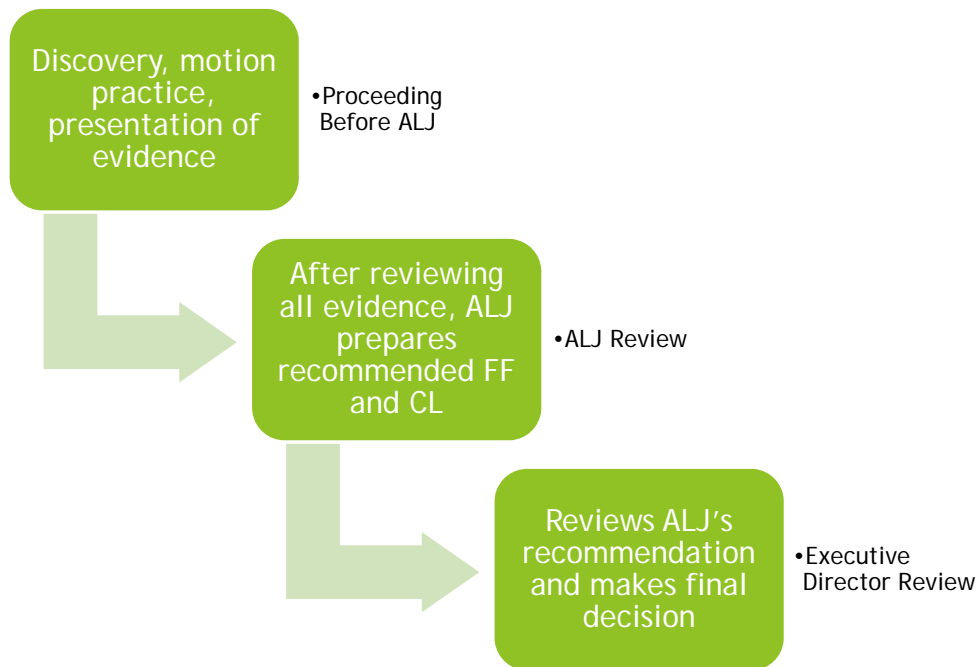 Discovery, motion
practice,
presentation of
evidence
•Proceeding
Before ALJ
After reviewing
all evidence, ALJ
prepares
recommended FF
and CL
•ALJ Review
Reviews ALJ’s
recommendation
and makes final
decision
•Executive
Director Review